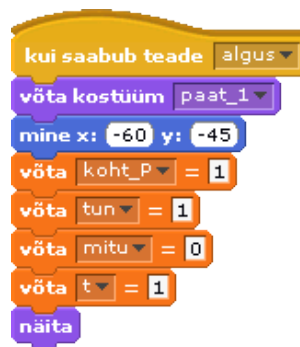 kui saabub teade algus
võta kostüüm paat_1
mine x: -60 y: -45
võta koht_P = 1
võta tun = 1
võta mitu = 0
võta t = 1
näita